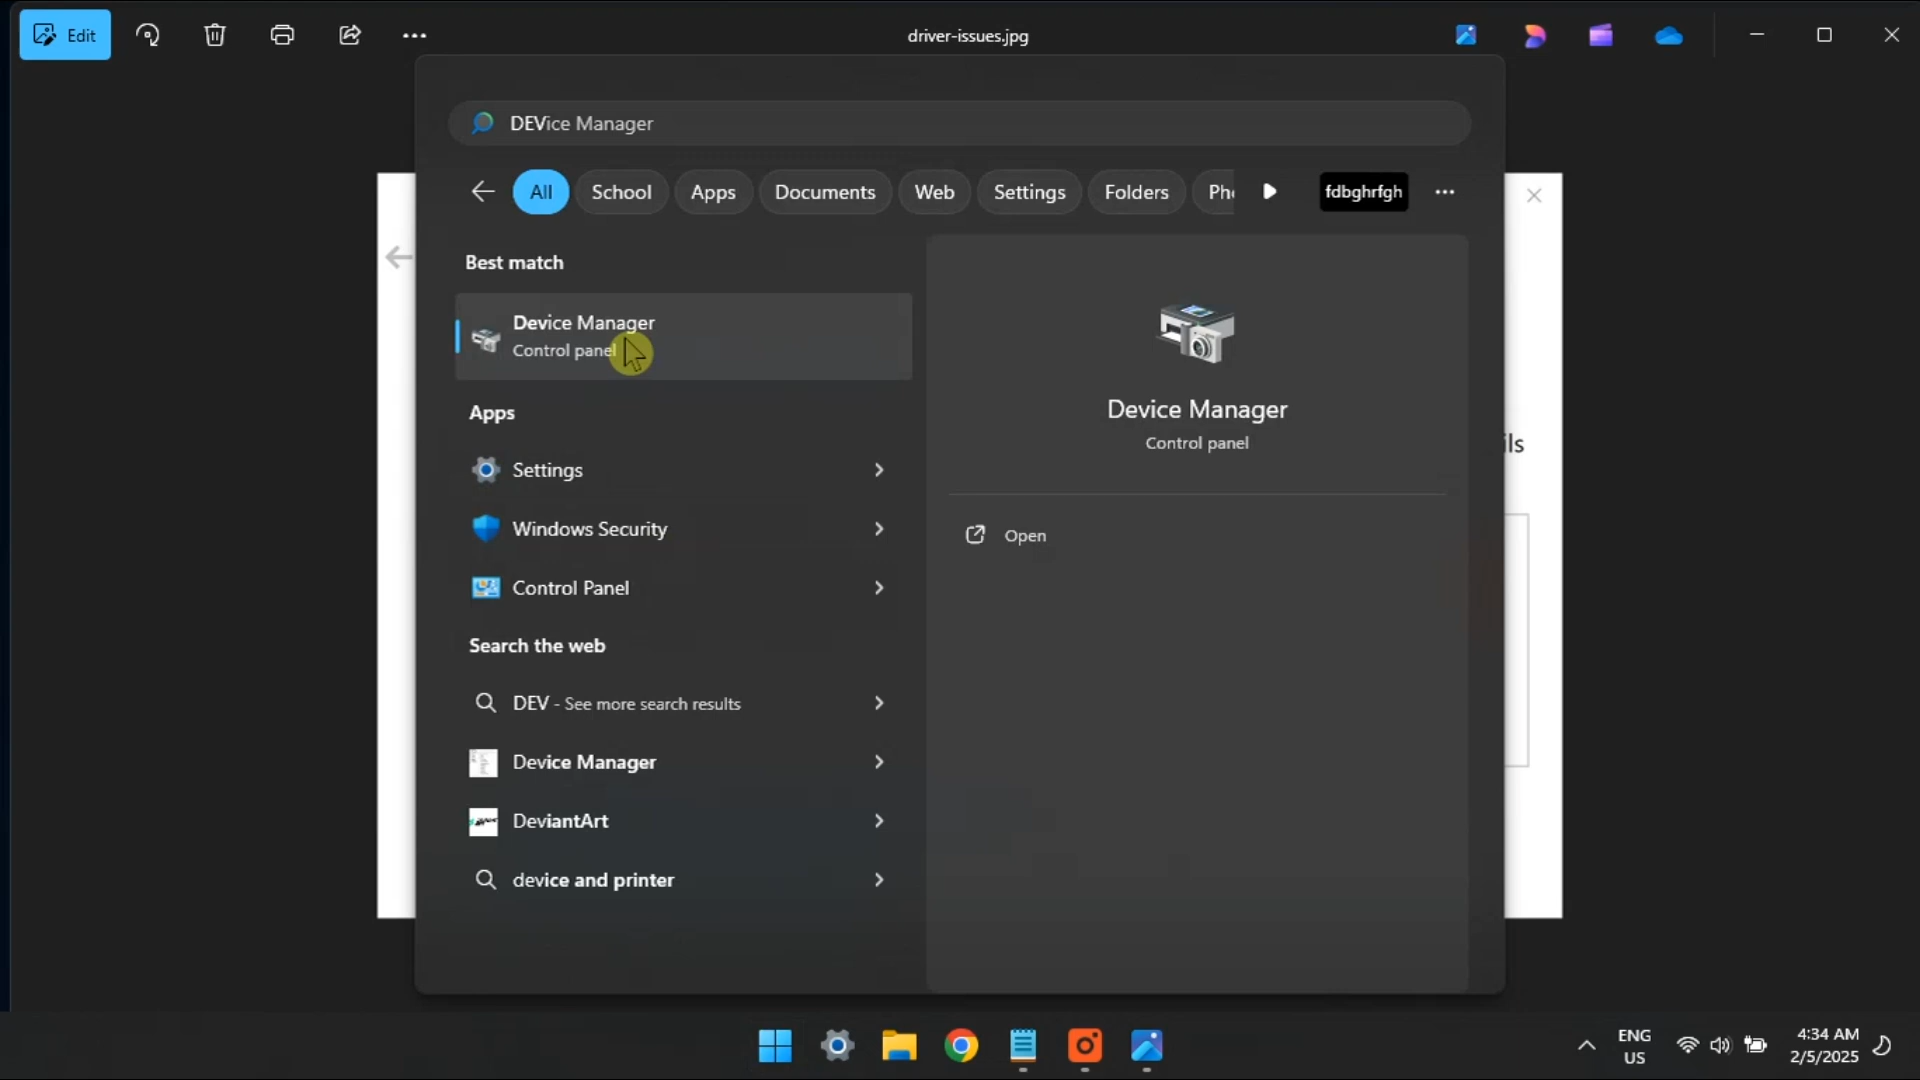 Edit
driver-issues.jpg
DEVice Manager
All School Apps Documents Web Settings Folders Pho fdbghrfgh
Best match
Device Manager
Control panel
Apps
Settings
Windows Security
Control Panel
Search the web
DEV - See more search results
Device Manager
DeviantArt
device and printer
Device Manager
Control panel
Open
ils
ENG
US
4:34 AM
2/5/2025